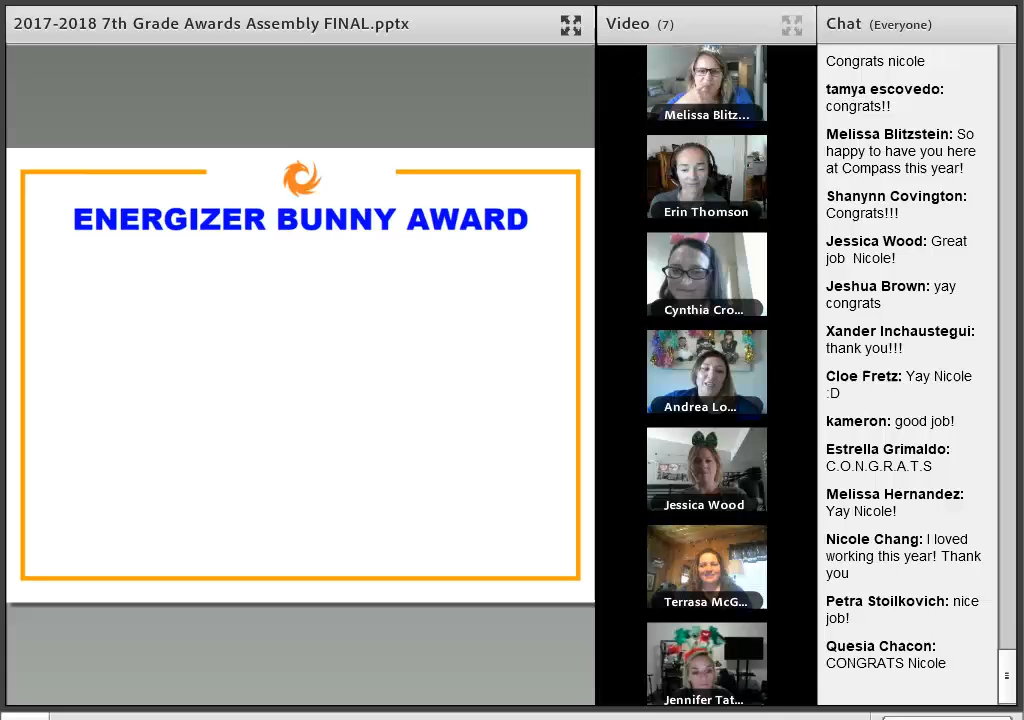 2017-2018 7th Grade Awards Assembly FINAL.pptx
ENERGIZER BUNNY AWARD
Video (7)
Melissa Blitz...
Erin Thomson
Cynthia Cro...
Andrea Lo...
Jessica Wood
Terrasa McG...
Jennifer Tat...
Chat (Everyone)
Congrats nicole
tamya escovedo:
congrats!!
Melissa Blitzstein: So
happy to have you here
at Compass this year!
Shanynn Covington:
Congrats!!!
Jessica Wood: Great
job Nicole!
Jeshua Brown: yay
congrats
Xander Inchaustegui:
thank you!!!
Cloe Fretz: Yay Nicole
:D
kameron: good job!
Estrella Grimaldo:
C.O.N.G.R.A.T.S
Melissa Hernandez:
Yay Nicole!
Nicole Chang: I loved
working this year! Thank
you
Petra Stoilkovich: nice
job!
Quesia Chacon:
CONGRATS Nicole